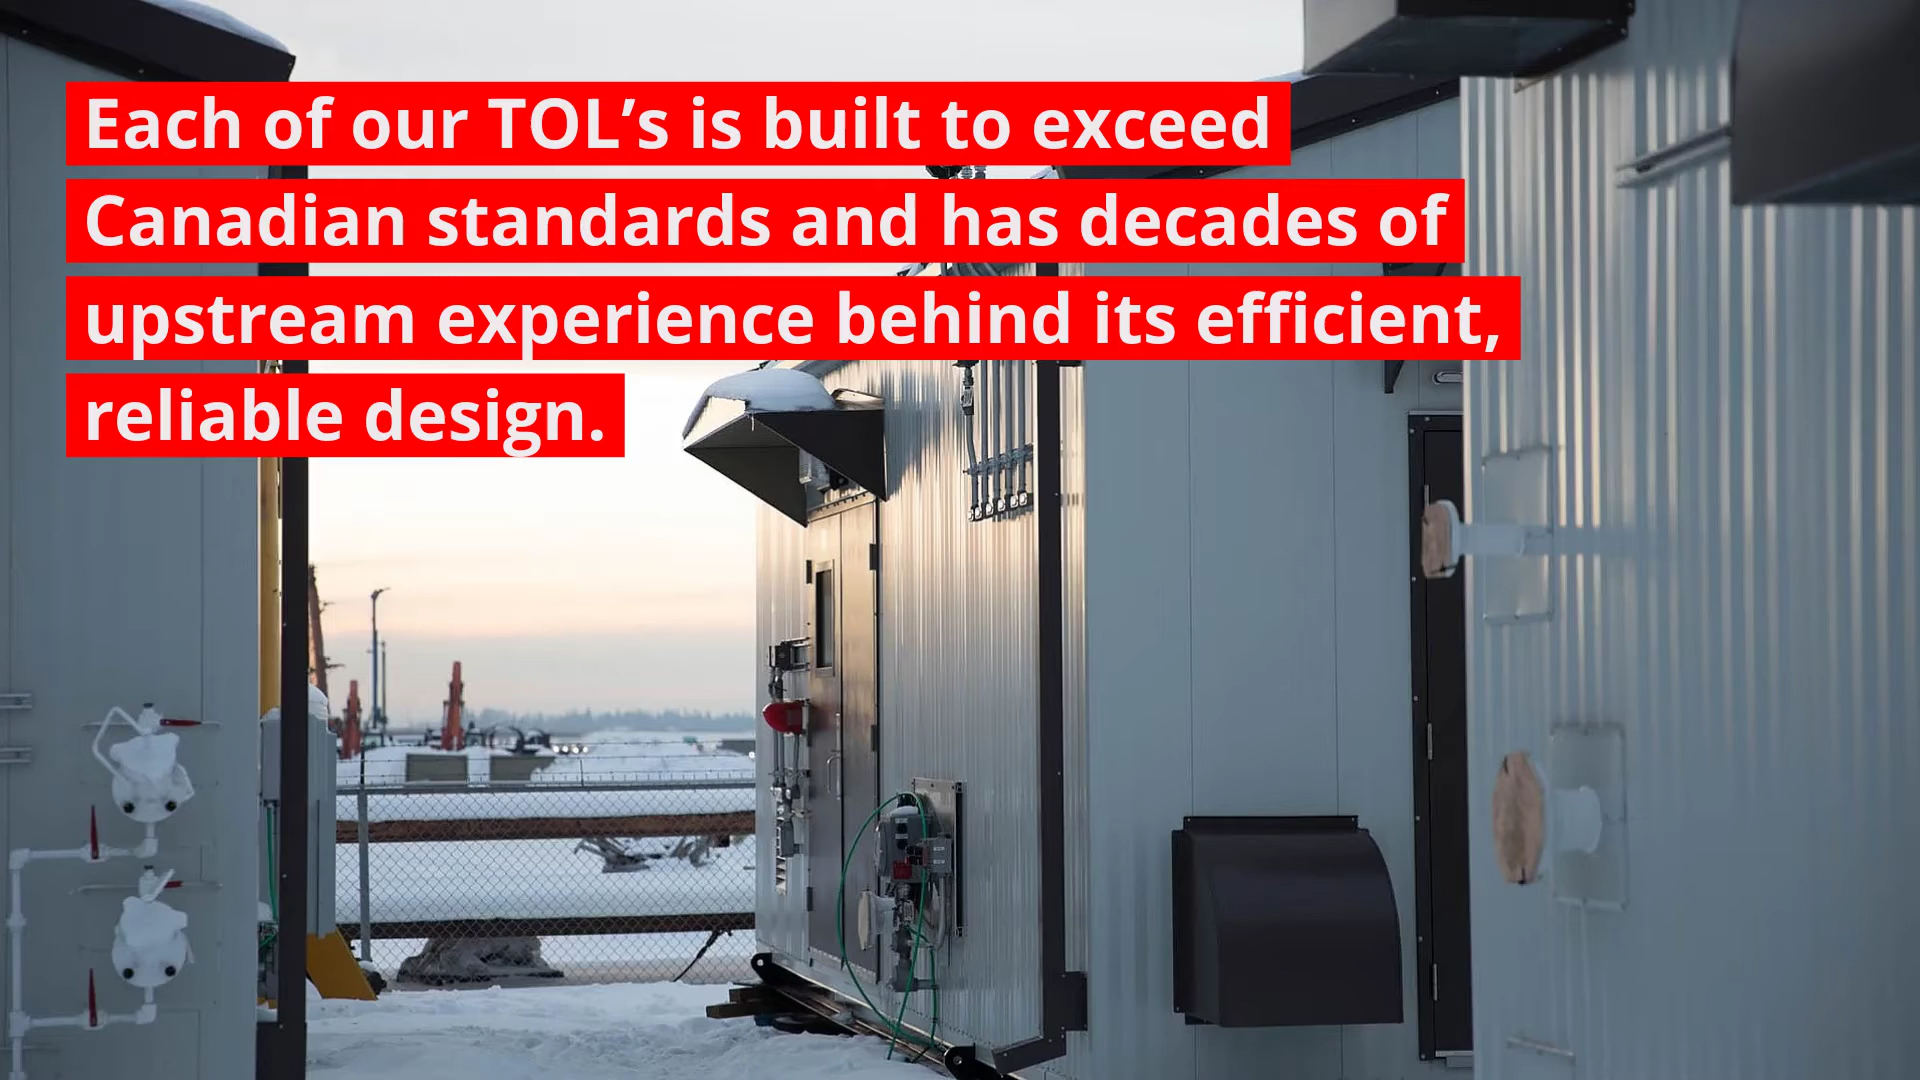 Each of our TOL’s is built to exceed
Canadian standards and has decades of
upstream experience behind its efficient,
reliable design.